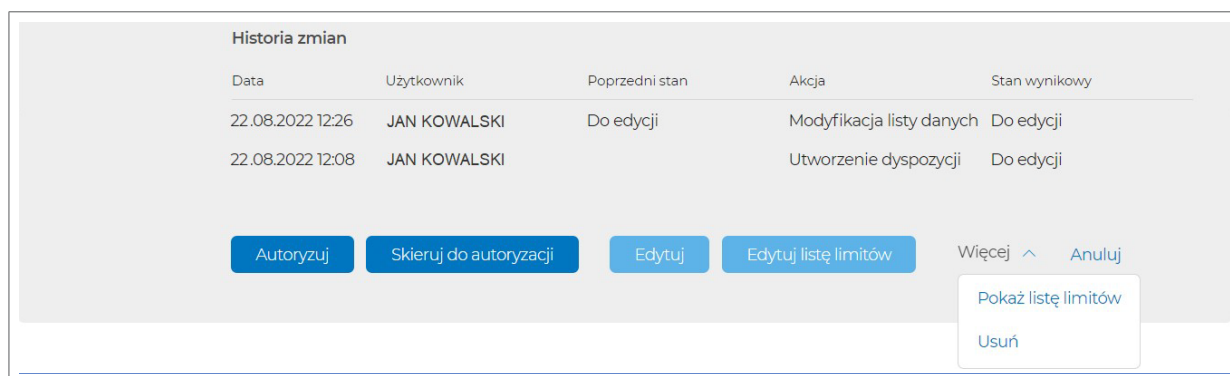 Historia zmian
Data Użytkownik Poprzedni stan Akcja Stan wynikowy
22.08.2022 12:26 JAN KOWALSKI Do edycji Modyfikacja listy danych Do edycji
22.08.2022 12:08 JAN KOWALSKI Utworzenie dyspozycji Do edycji
Autoryzuj Skieruj do autoryzacji Edytuj Edytuj listę limitów Więcej Anuluj
Pokaż listę limitów
Usuń